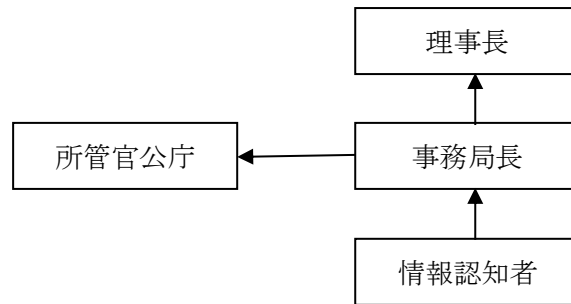 理事長
所管官公庁
事務局長
情報認知者